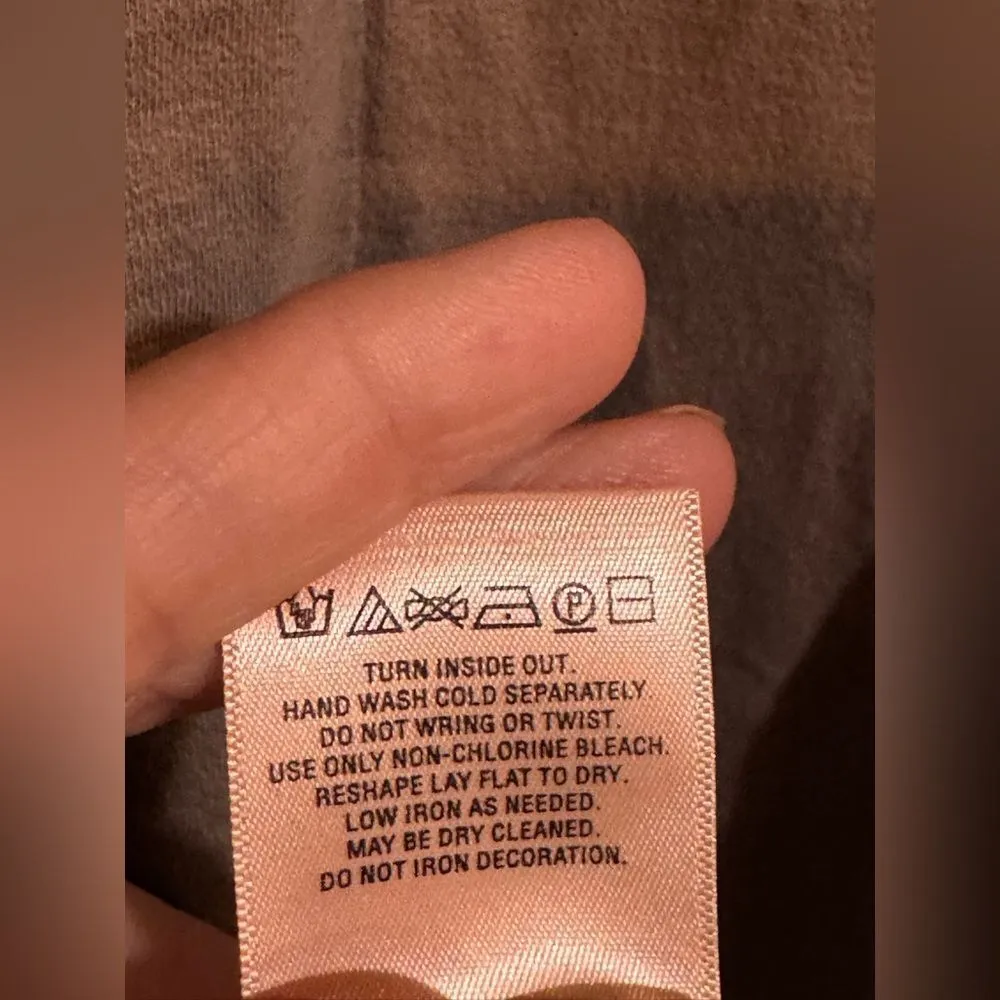 P
TURN INSIDE OUT.
HAND WASH COLD SEPARATELY.
DO NOT WRING OR TWIST.
USE ONLY NON-CHLORINE BLEACH.
RESHAPE LAY FLAT TO DRY.
LOW IRON AS NEEDED.
MAY BE DRY CLEANED.
DO NOT IRON DECORATION.